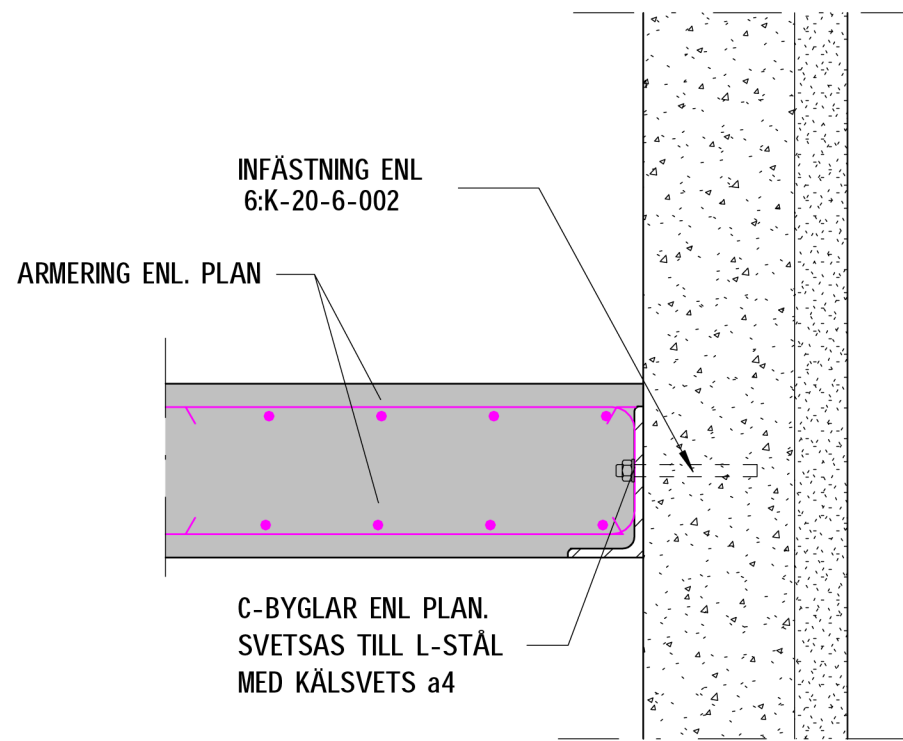 INFÄSTNING ENL
6:K-20-6-002
ARMERING ENL. PLAN
C-BYGLAR ENL PLAN.
SVETSAS TILL L-STÅL
MED KÄLSVETS a4